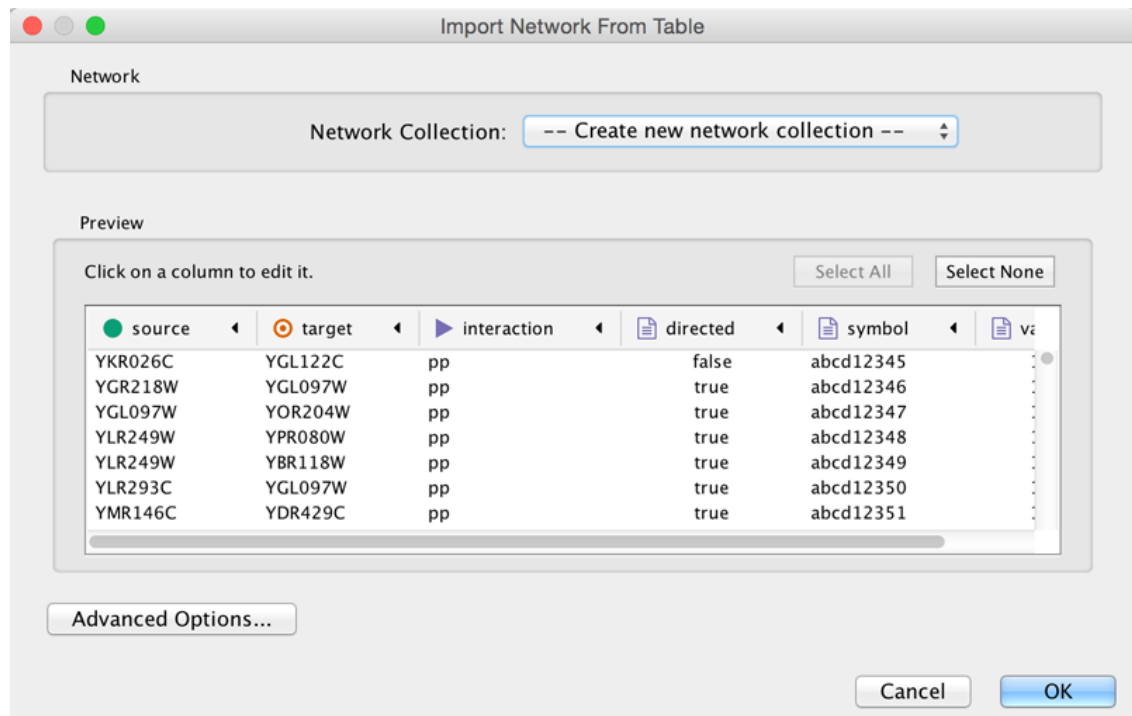 Import Network From Table
Network
Network Collection: -- Create new network collection --
Preview
Click on a column to edit it. Select All Select None
source target interaction directed symbol
YKR026C YGL122C pp false abcd12345
YGR218W YGL097W pp true abcd12346
YGL097W YOR204W pp true abcd12347
YLR249W YPR080W pp true abcd12348
YLR249W YBR118W pp true abcd12349
YLR293C YGL097W pp true abcd12350
YMR146C YDR429C pp true abcd12351
Advanced Options...
Cancel OK